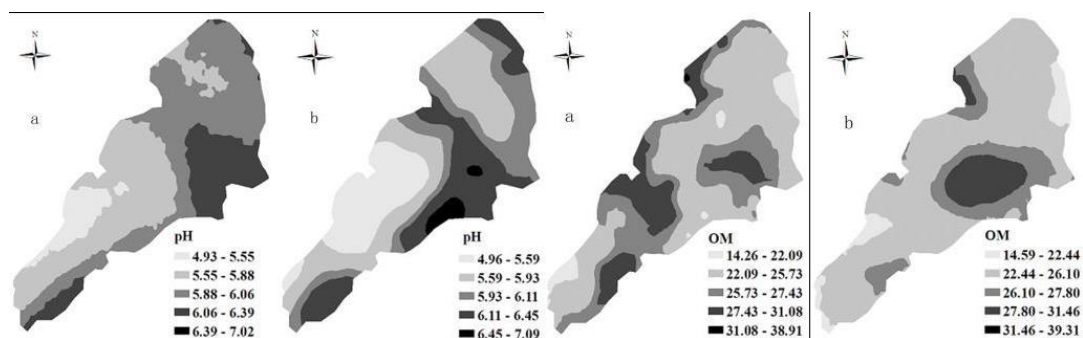 N
a
pH
4.93 - 5.55
5.55 - 5.88
5.88 - 6.06
6.06 - 6.39
6.39 - 7.02
N
b
pH
4.96 - 5.59
5.59 - 5.93
5.93 - 6.11
6.11 - 6.45
6.45 - 7.09
N
a
OM
14.26 - 22.09
22.09 - 25.73
25.73 - 27.43
27.43 - 31.08
31.08 - 38.91
N
b
OM
14.59 - 22.44
22.44 - 26.10
26.10 - 27.80
27.80 - 31.46
31.46 - 39.31